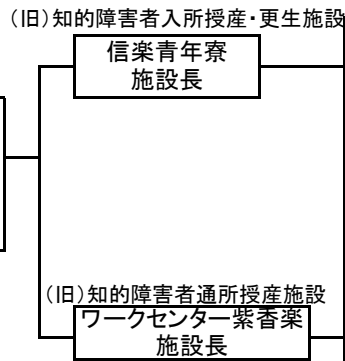 （旧）知的障害者入所授産・更生施設
信楽青年寮
施設長
（旧）知的障害者通所授産施設
ワークセンター紫香楽
施設長